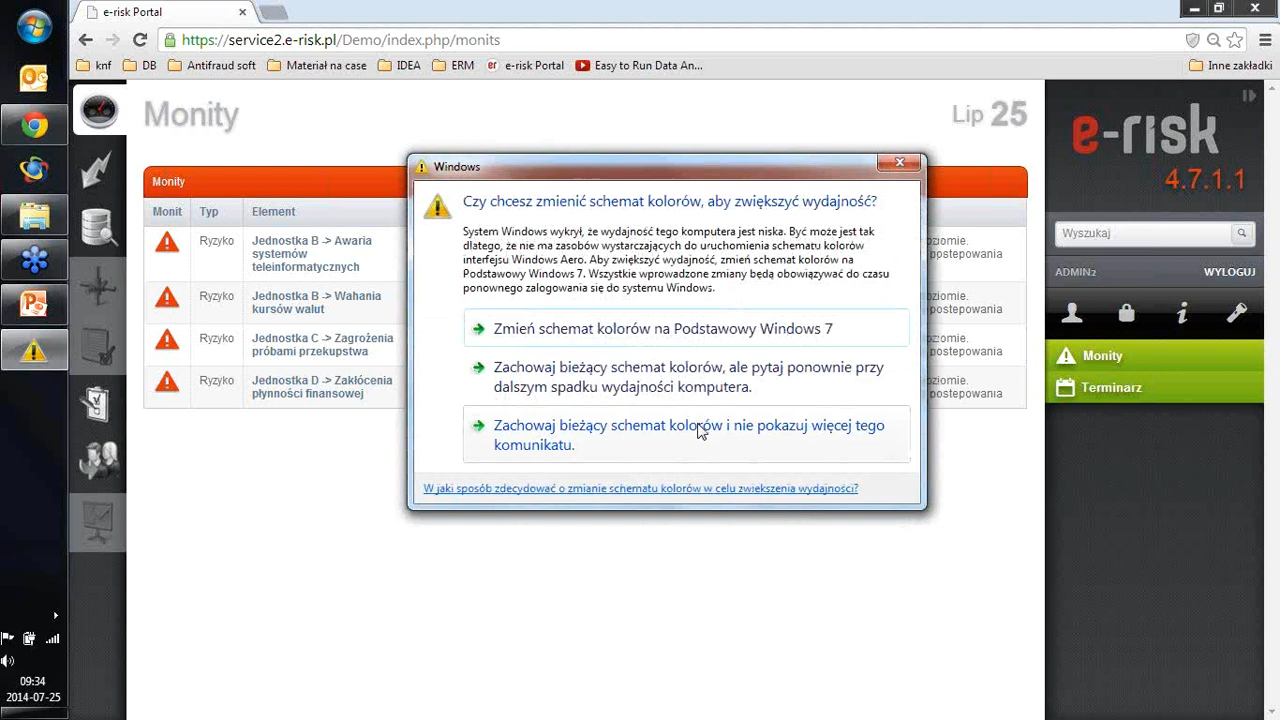 e-risk Portal
https://service2.e-risk.pl/Demo/index.php/monits
knf
DB
Antifraud soft
Materiał na case
IDEA
ERM
e-risk Portal
Easy to Run Data An...
Inne zakładki
Monity
Lip 25
e-risk
4.7.1.1
Wyszukaj
ADMIN2
WYLOGUJ
Monity
Terminarz
Monity
Monit
Typ
Element
Ryzyko
Jednostka B -> Awaria
systemów
teleinformatycznych
oziomie.
postepowania
Ryzyko
Jednostka B -> Wahania
kursów walut
oziomie.
postepowania
Ryzyko
Jednostka C -> Zagrożenia
próbami przekupstwa
oziomie.
postepowania
Ryzyko
Jednostka D -> Zakłócenia
płynności finansowej
oziomie.
postepowania
Windows
Czy chcesz zmienić schemat kolorów, aby zwiększyć wydajność?
System Windows wykrył, że wydajność tego komputera jest niska. Być może jest tak
dlatego, że nie ma zasobów wystarczających do uruchomienia schematu kolorów
interfejsu Windows Aero. Aby zwiększyć wydajność, zmień schemat kolorów na
Podstawowy Windows 7. Wszystkie wprowadzone zmiany będą obowiązywać do czasu
ponownego zalogowania się do systemu Windows.
Zmień schemat kolorów na Podstawowy Windows 7
Zachowaj bieżący schemat kolorów, ale pytaj ponownie przy
dalszym spadku wydajności komputera.
Zachowaj bieżący schemat kolorów i nie pokazuj więcej tego
komunikatu.
W jaki sposób zdecydować o zmianie schematu kolorów w celu zwiększenia wydajności?
09:34
2014-07-25